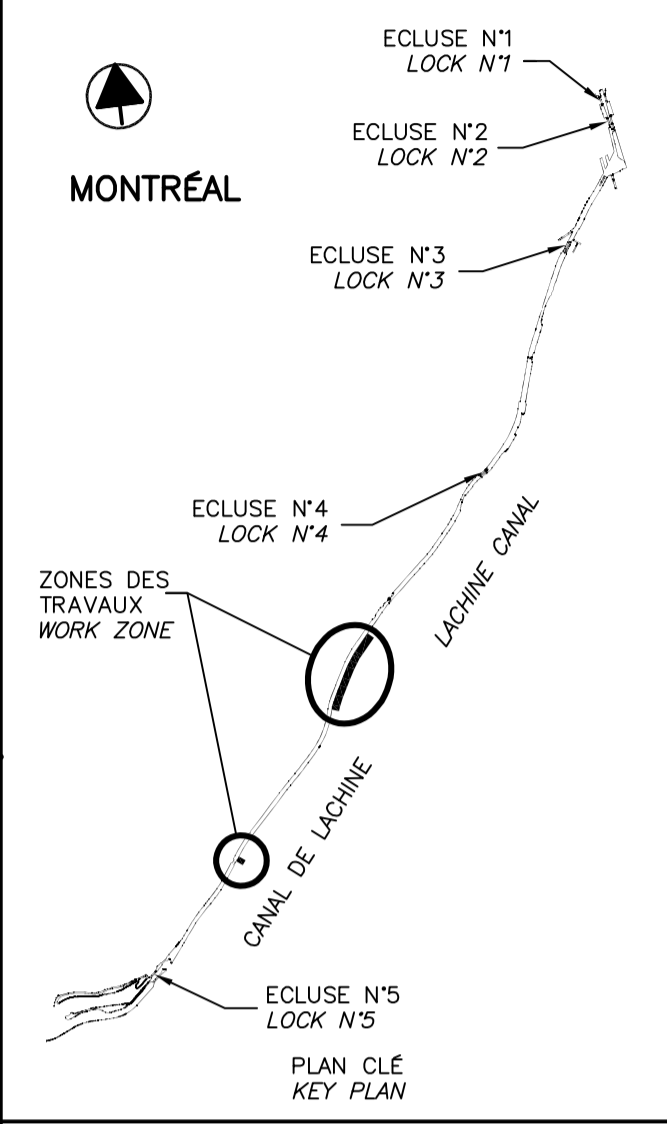 ECLUSE N°1
LOCK N°1
ECLUSE N°2
LOCK N°2
MONTRÉAL
ECLUSE N°3
LOCK N°3
ECLUSE N°4
LOCK N°4
LACHINE CANAL
ZONES DES
TRAVAUX
WORK ZONE
CANAL DE LACHINE
ECLUSE N°5
LOCK N°5
PLAN CLÉ
KEY PLAN